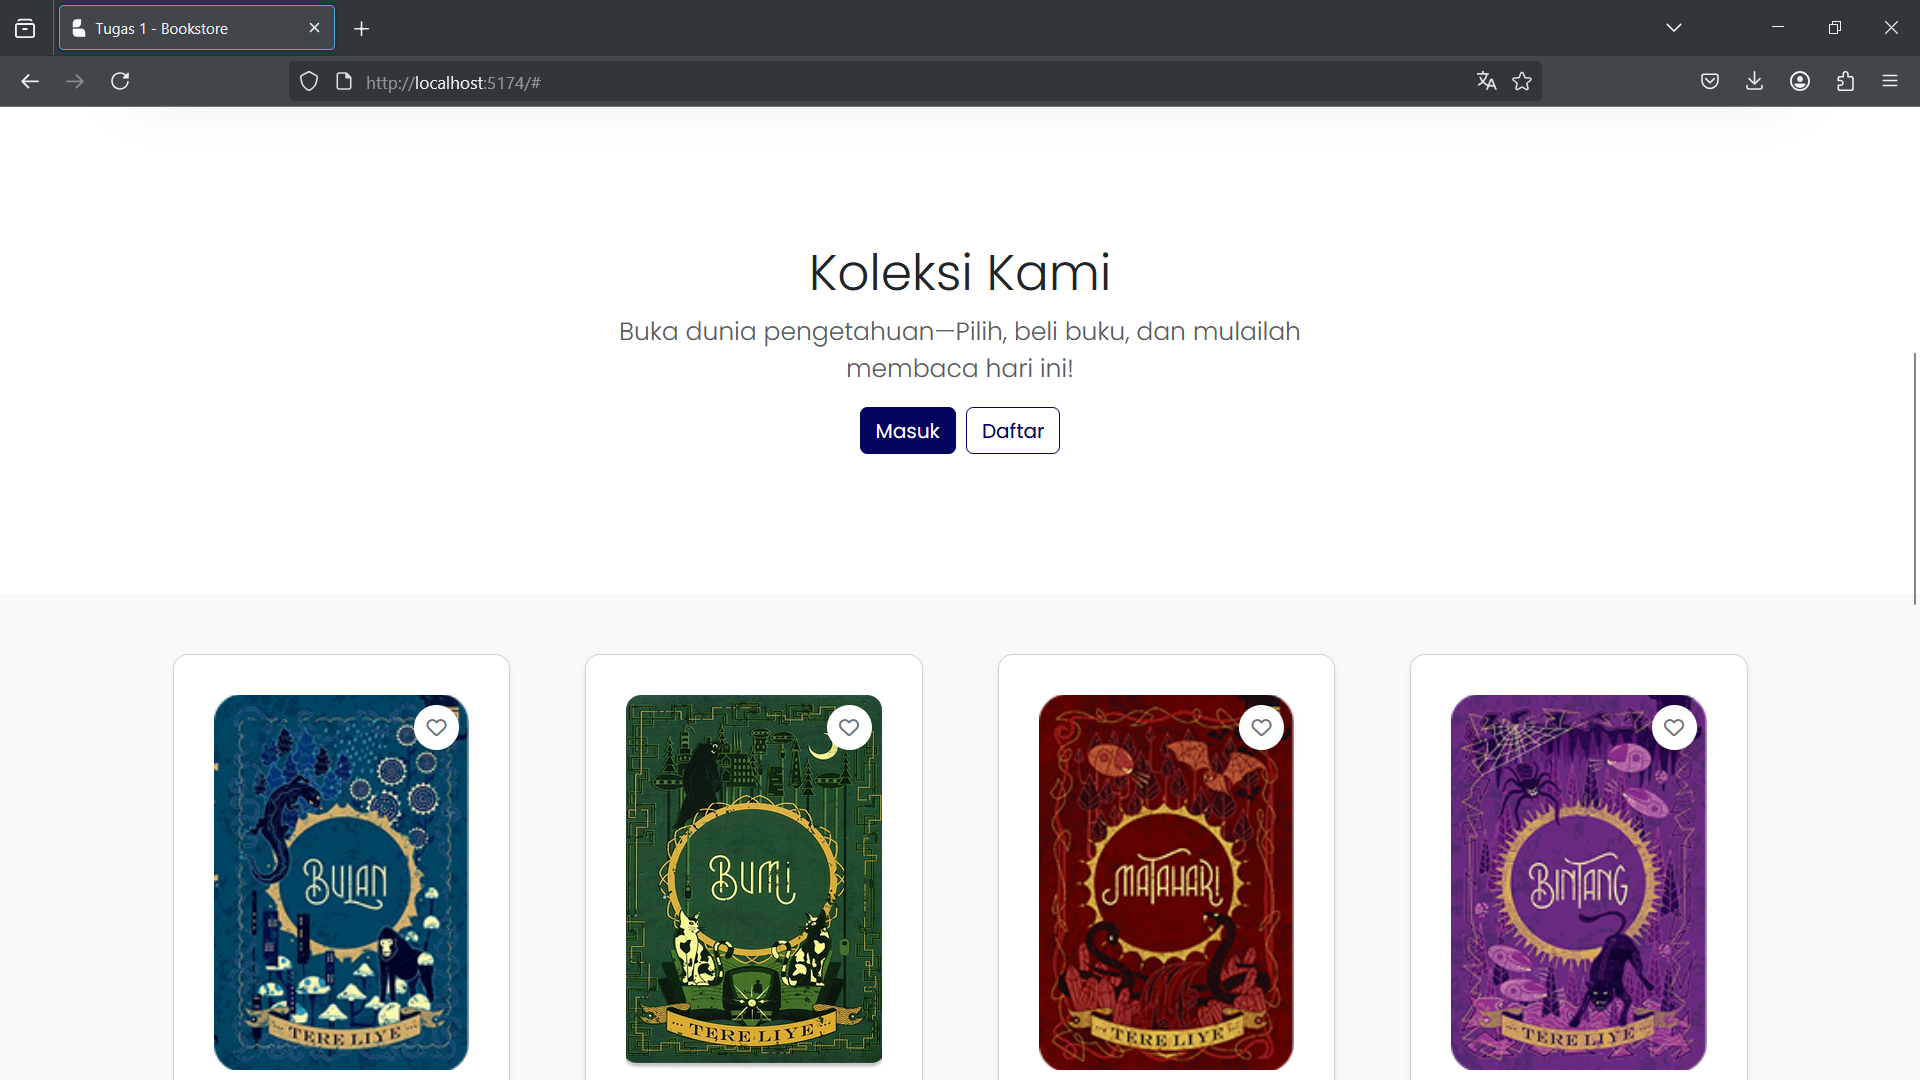 Tugas 1 - Bookstore
http://localhost:5174/#
Koleksi Kami
Buka dunia pengetahuan—Pilih, beli buku, dan mulailah
membaca hari ini!
Masuk Daftar
BULAN
TERE LIYE
BUMI
TERE LIYE
MATAHARI
TERE LIYE
BINTANG
TERE LIYE